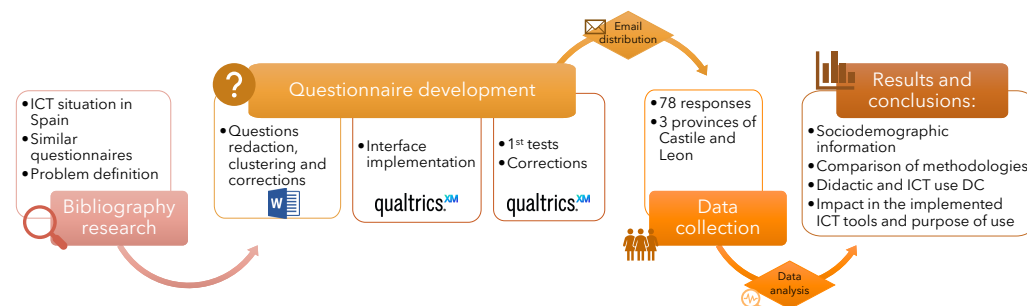 • ICT situation in
Spain
• Similar
questionnaires
• Problem definition
Bibliography
research
?
Questionnaire development
• Questions
redaction,
clustering and
corrections
W
• Interface
implementation
qualtrics.XM
• 1st tests
• Corrections
qualtrics.XM
Email
distribution
• 78 responses
• 3 provinces of
Castile and
Leon
Data
collection
Data
analysis
Results and
conclusions:
• Sociodemographic
information
• Comparison of methodologies
• Didactic and ICT use DC
• Impact in the implemented
ICT tools and purpose of use